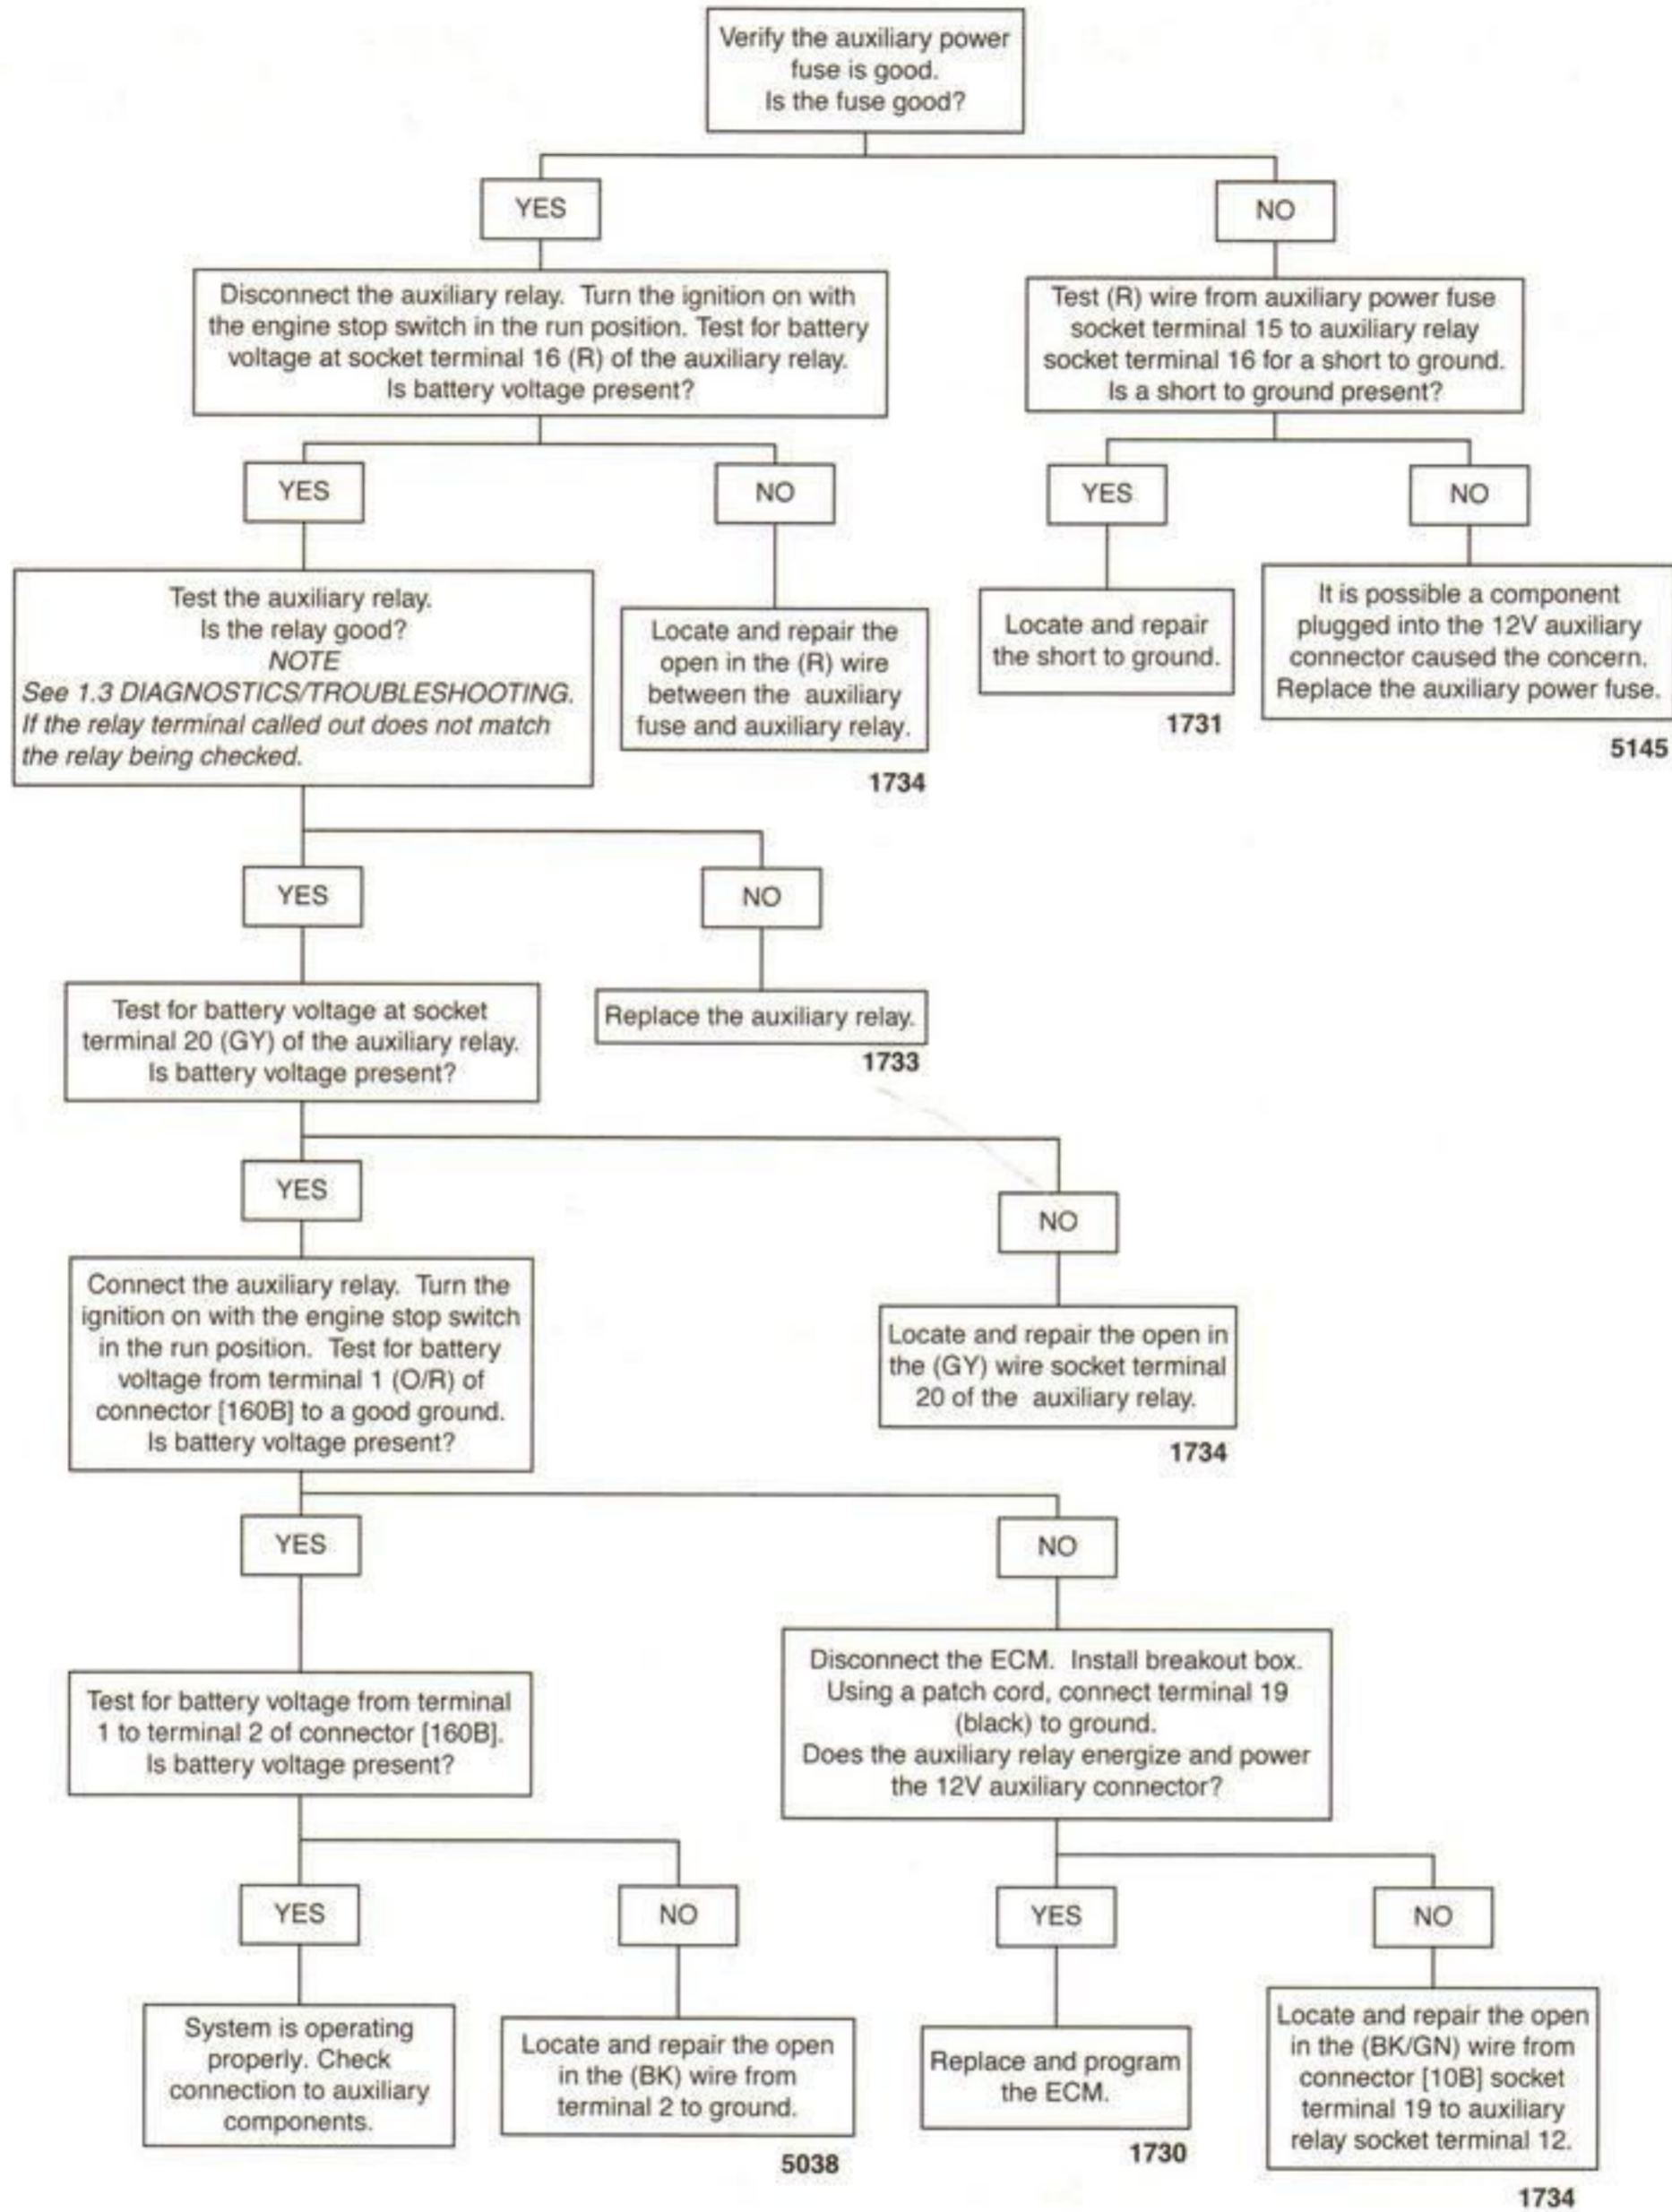 Verify the auxiliary power
fuse is good.
Is the fuse good?
YES
NO
Disconnect the auxiliary relay. Turn the ignition on with
the engine stop switch in the run position. Test for battery
voltage at socket terminal 16 (R) of the auxiliary relay.
Is battery voltage present?
Test (R) wire from auxiliary power fuse
socket terminal 15 to auxiliary relay
socket terminal 16 for a short to ground.
Is a short to ground present?
YES
NO
YES
NO
Test the auxiliary relay.
Is the relay good?
NOTE
See 1.3 DIAGNOSTICS/TROUBLESHOOTING.
If the relay terminal called out does not match
the relay being checked.
Locate and repair the
open in the (R) wire
between the auxiliary
fuse and auxiliary relay.
1734
Locate and repair
the short to ground.
1731
It is possible a component
plugged into the 12V auxiliary
connector caused the concern.
Replace the auxiliary power fuse.
5145
YES
NO
Test for battery voltage at socket
terminal 20 (GY) of the auxiliary relay.
Is battery voltage present?
Replace the auxiliary relay.
1733
YES
NO
Connect the auxiliary relay. Turn the
ignition on with the engine stop switch
in the run position. Test for battery
voltage from terminal 1 (O/R) of
connector [160B] to a good ground.
Is battery voltage present?
Locate and repair the open in
the (GY) wire socket terminal
20 of the auxiliary relay.
1734
YES
NO
Test for battery voltage from terminal
1 to terminal 2 of connector [160B].
Is battery voltage present?
Disconnect the ECM. Install breakout box.
Using a patch cord, connect terminal 19
(black) to ground.
Does the auxiliary relay energize and power
the 12V auxiliary connector?
YES
NO
YES
NO
System is operating
properly. Check
connection to auxiliary
components.
Locate and repair the open
in the (BK) wire from
terminal 2 to ground.
5038
Replace and program
the ECM.
1730
Locate and repair the open
in the (BK/GN) wire from
connector [10B] socket
terminal 19 to auxiliary
relay socket terminal 12.
1734